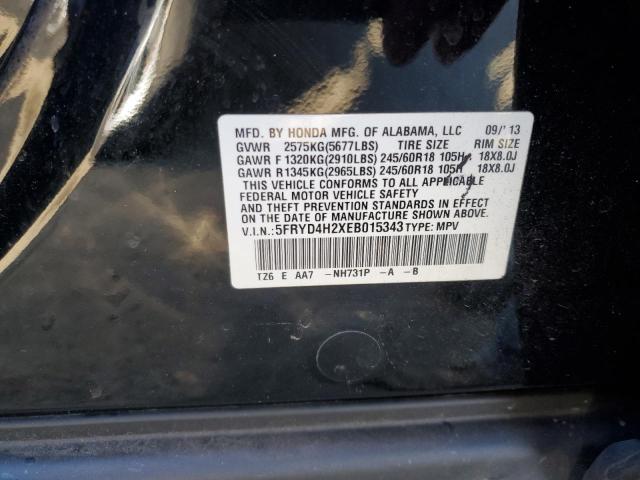 MFD. BY HONDA MFG. OF ALABAMA, LLC 09/'13
GVWR 2575KG(5677LBS) TIRE SIZE RIM SIZE
GAWR F 1320KG(2910LBS) 245/60R18 105H 18X8.0J
GAWR R 1345KG(2965LBS) 245/60R18 105H 18X8.0J
THIS VEHICLE CONFORMS TO ALL APPLICABLE
FEDERAL MOTOR VEHICLE SAFETY
AND THEFT PREVENTION STANDARDS IN EFFECT
ON THE DATE OF MANUFACTURE SHOWN ABOVE.
V.I.N.: 5FRYD4H2XEB015343 TYPE: MPV
TZ6 E AA7 -NH731P -A -B